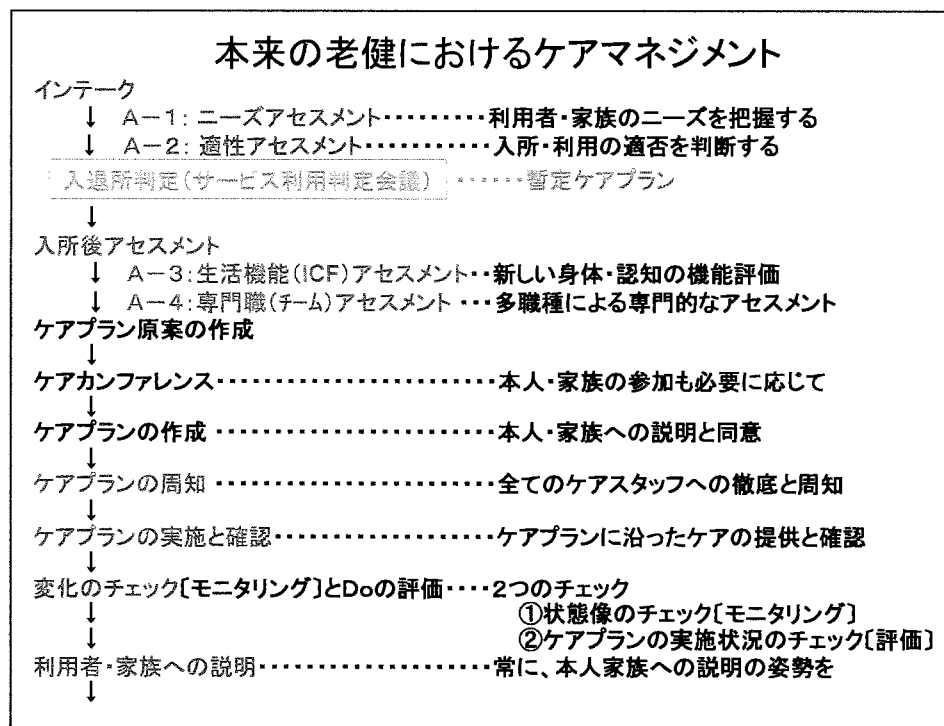 本来の老健におけるケアマネジメント
インテーク
↓ A-1:ニーズアセスメント・・・・・・・・・利用者・家族のニーズを把握する
↓ A-2:適性アセスメント・・・・・・・・・・・入所・利用の適否を判断する
入退所判定(サービス利用判定会議) ・・・・・・暫定ケアプラン
↓
入所後アセスメント
↓ A-3:生活機能(ICF)アセスメント・・新しい身体・認知の機能評価
↓ A-4:専門職(チーム)アセスメント・・・多職種による専門的なアセスメント
ケアプラン原案の作成
↓
ケアカンファレンス・・・・・・・・・・・・・・・・・・・・・・・本人・家族の参加も必要に応じて
↓
ケアプランの作成・・・・・・・・・・・・・・・・・・・・・・・本人・家族への説明と同意
↓
ケアプランの周知・・・・・・・・・・・・・・・・・・・・・・・全てのケアスタッフへの徹底と周知
↓
ケアプランの実施と確認・・・・・・・・・・・・・・・・・・ケアプランに沿ったケアの提供と確認
↓
変化のチェック〔モニタリング〕とDoの評価・・・・2つのチェック
↓ ①状態像のチェック〔モニタリング〕
↓ ②ケアプランの実施状況のチェック〔評価〕
利用者・家族への説明・・・・・・・・・・・・・・・・・・・常に、本人家族への説明の姿勢を
↓